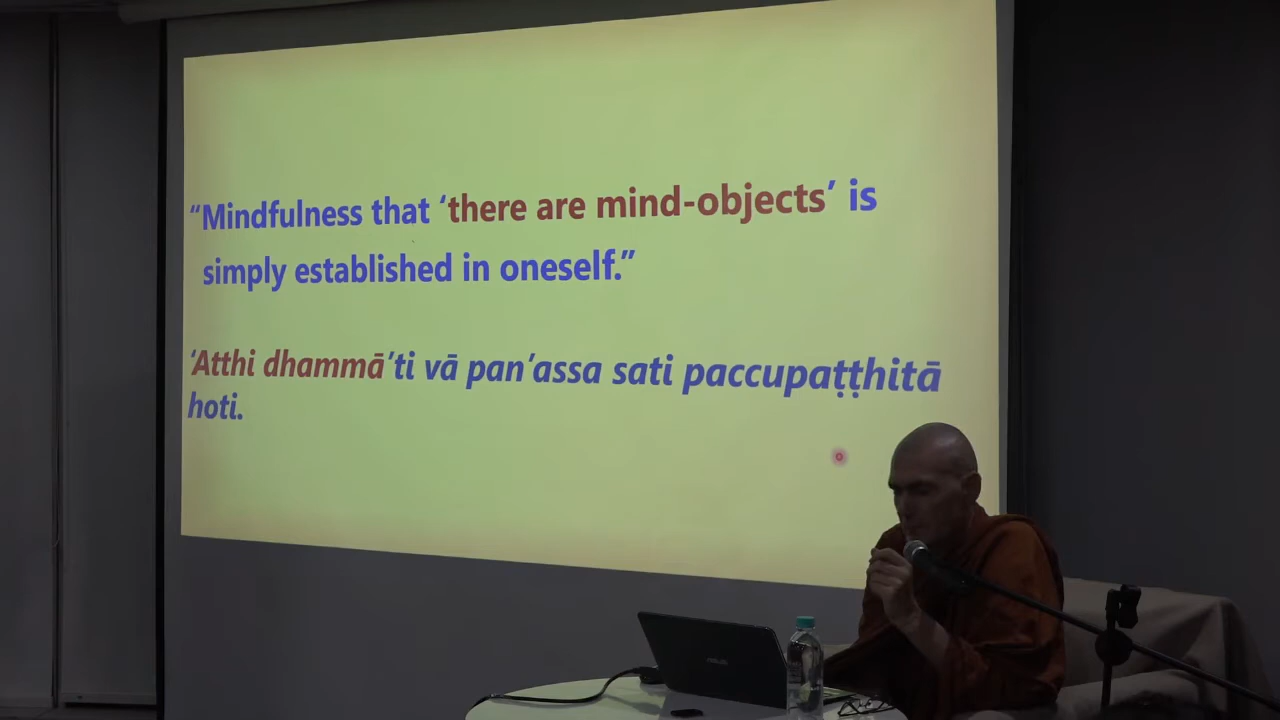 “Mindfulness that ‘there are mind-objects’ is
simply established in oneself.”
‘Atthi dhammā’ti vā pan’assa sati paccupaṭṭhitā
hoti.
ASUS